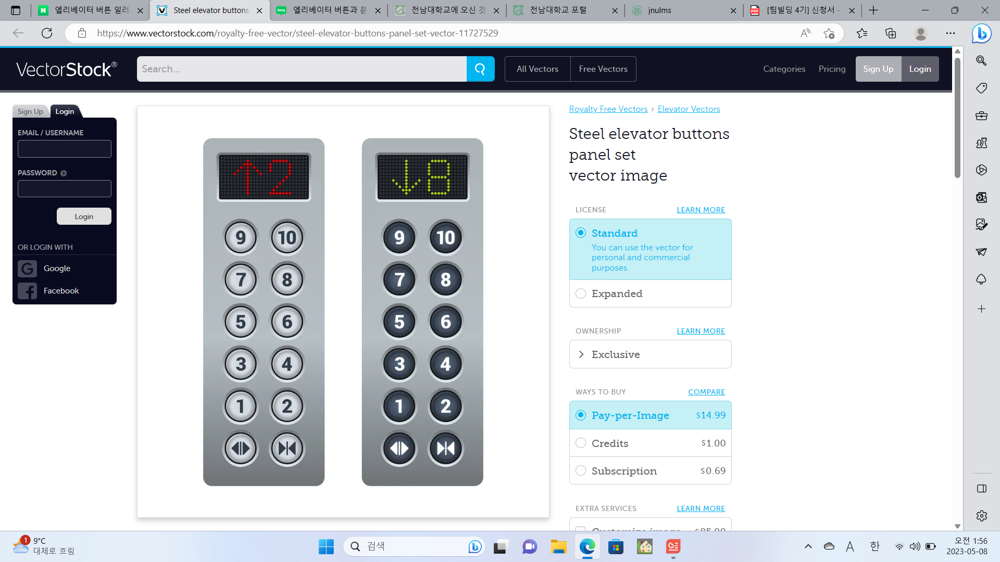 엘리베이터 버튼 일러
Steel elevator buttons
엘리베이터 버튼과 문
전남대학교에 오신 것
전남대학교 포털
jnulms
[팀빌딩 4기] 신청서 -
https://www.vectorstock.com/royalty-free-vector/steel-elevator-buttons-panel-set-vector-11727529
VectorStock®
Search...
All Vectors
Free Vectors
Categories
Pricing
Sign Up
Login
Sign Up
Login
EMAIL / USERNAME
PASSWORD
Login
OR LOGIN WITH
Google
Facebook
↑2
9 10
7 8
5 6
3 4
1 2
↓8
9 10
7 8
5 6
3 4
1 2
Royalty Free Vectors › Elevator Vectors
Steel elevator buttons
panel set
vector image
LICENSE
LEARN MORE
Standard
You can use the vector for
personal and commercial
purposes.
Expanded
OWNERSHIP
LEARN MORE
Exclusive
WAYS TO BUY
COMPARE
Pay-per-Image $14.99
Credits $1.00
Subscription $0.69
EXTRA SERVICES
LEARN MORE
Customize image $85.00
1
9°C
대체로 흐림
검색
A
한
오전 1:56
2023-05-08